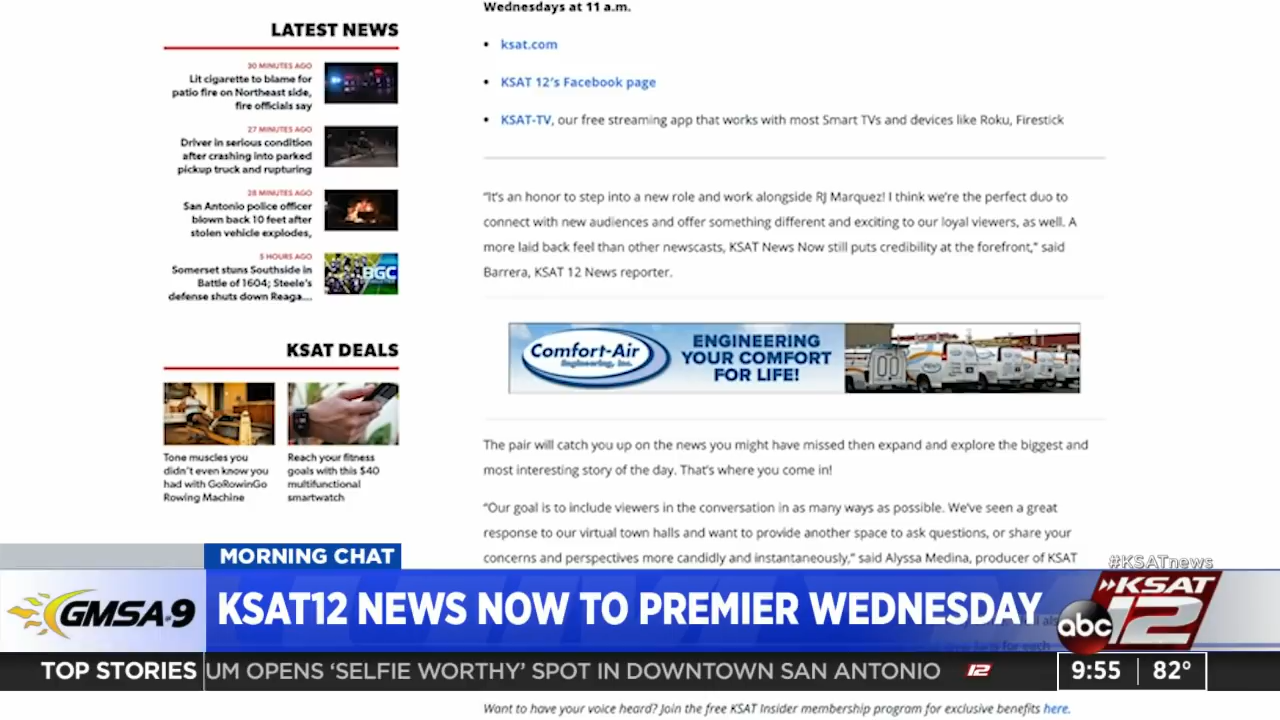 LATEST NEWS
30 MINUTES AGO
Lit cigarette to blame for
patio fire on Northeast side,
fire officials say
27 MINUTES AGO
Driver in serious condition
after crashing into parked
pickup truck and rupturing
28 MINUTES AGO
San Antonio police officer
blown back 10 feet after
stolen vehicle explodes,
5 HOURS AGO
Somerset stuns Southside in
Battle of 1604; Steele's
defense shuts down Reaga....
BGC
KSAT DEALS
Tone muscles you
didn't even know you
had with GoRowinGo
Rowing Machine
Reach your fitness
goals with this $40
multifunctional
smartwatch
Wednesdays at 11 a.m.
• ksat.com
• KSAT 12's Facebook page
• KSAT-TV, our free streaming app that works with most Smart TVs and devices like Roku, Firestick
“It's an honor to step into a new role and work alongside RJ Marquez! I think we're the perfect duo to
connect with new audiences and offer something different and exciting to our loyal viewers, as well. A
more laid back feel than other newscasts, KSAT News Now still puts credibility at the forefront,” said
Barrera, KSAT 12 News reporter.
Comfort-Air
Engineering, Inc.
ENGINEERING
YOUR COMFORT
FOR LIFE!
The pair will catch you up on the news you might have missed then expand and explore the biggest and
most interesting story of the day. That's where you come in!
“Our goal is to include viewers in the conversation in as many ways as possible. We've seen a great
response to our virtual town halls and want to provide another space to ask questions, or share your
concerns and perspectives more candidly and instantaneously,” said Alyssa Medina, producer of KSAT
#KSATnews
MORNING CHAT
GMSA@9
KSAT12 NEWS NOW TO PREMIER WEDNESDAY
abc
KSAT
12
for each
TOP STORIES
UM OPENS ‘SELFIE WORTHY’ SPOT IN DOWNTOWN SAN ANTONIO 12
9:55 82°
Want to have your voice heard? Join the free KSAT Insider membership program for exclusive benefits here.